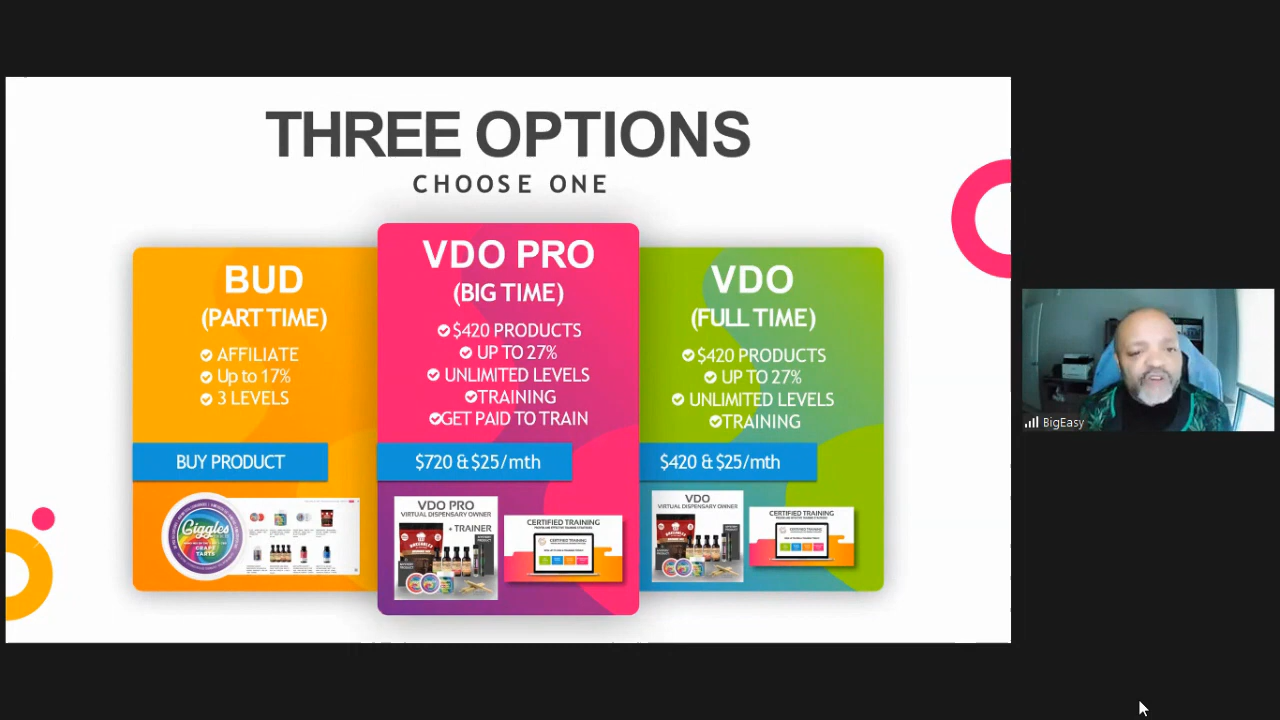 THREE OPTIONS
CHOOSE ONE
BUD
(PART TIME)
AFFILIATE
Up to 17%
3 LEVELS
BUY PRODUCT
Giggles
CRAFT
TARTS
VDO PRO
(BIG TIME)
$420 PRODUCTS
UP TO 27%
UNLIMITED LEVELS
TRAINING
GET PAID TO TRAIN
$720 & $25/mth
VDO PRO
VIRTUAL DISPENSARY OWNER
+ TRAINER
CERTIFIED TRAINING
VDO
(FULL TIME)
$420 PRODUCTS
UP TO 27%
UNLIMITED LEVELS
TRAINING
$420 & $25/mth
VDO
VIRTUAL DISPENSARY OWNER
CERTIFIED TRAINING
BigEasy